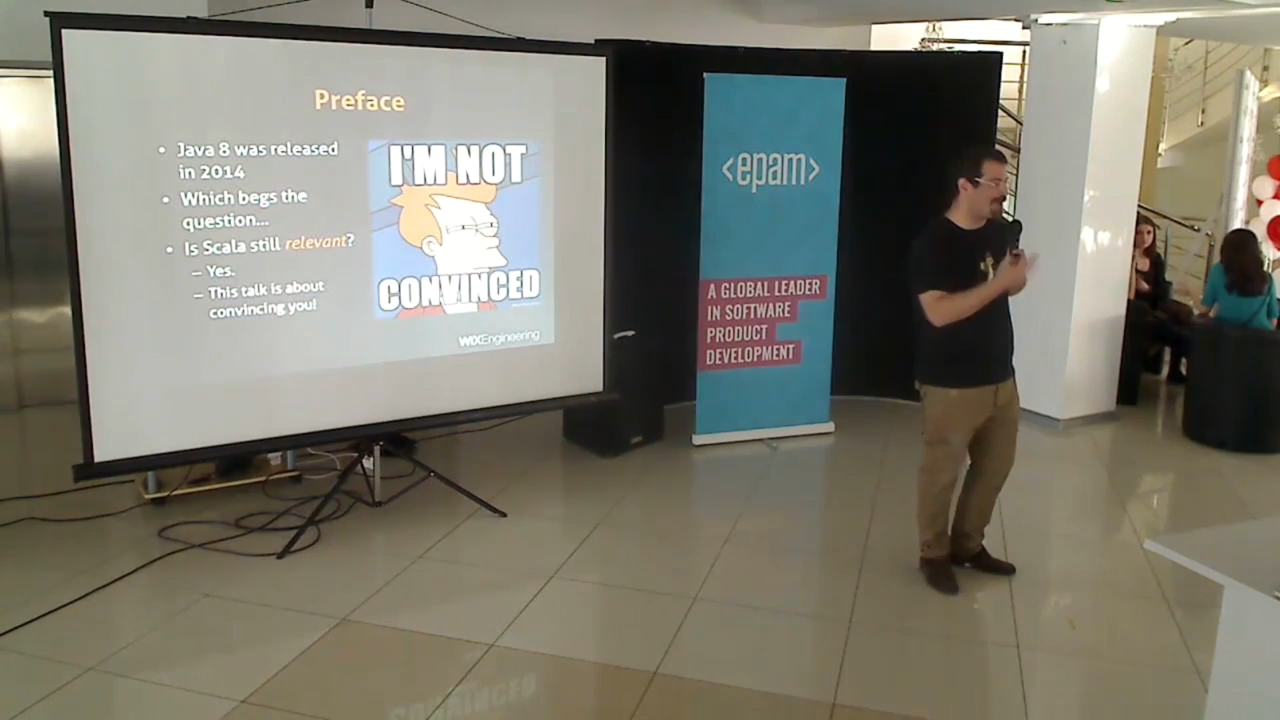 Preface
• Java 8 was released
in 2014
• Which begs the
question...
• Is Scala still relevant?
– Yes.
– This talk is about
convincing you!
I'M NOT
CONVINCED
WIXEngineering
<epam>
A GLOBAL LEADER
IN SOFTWARE
PRODUCT
DEVELOPMENT